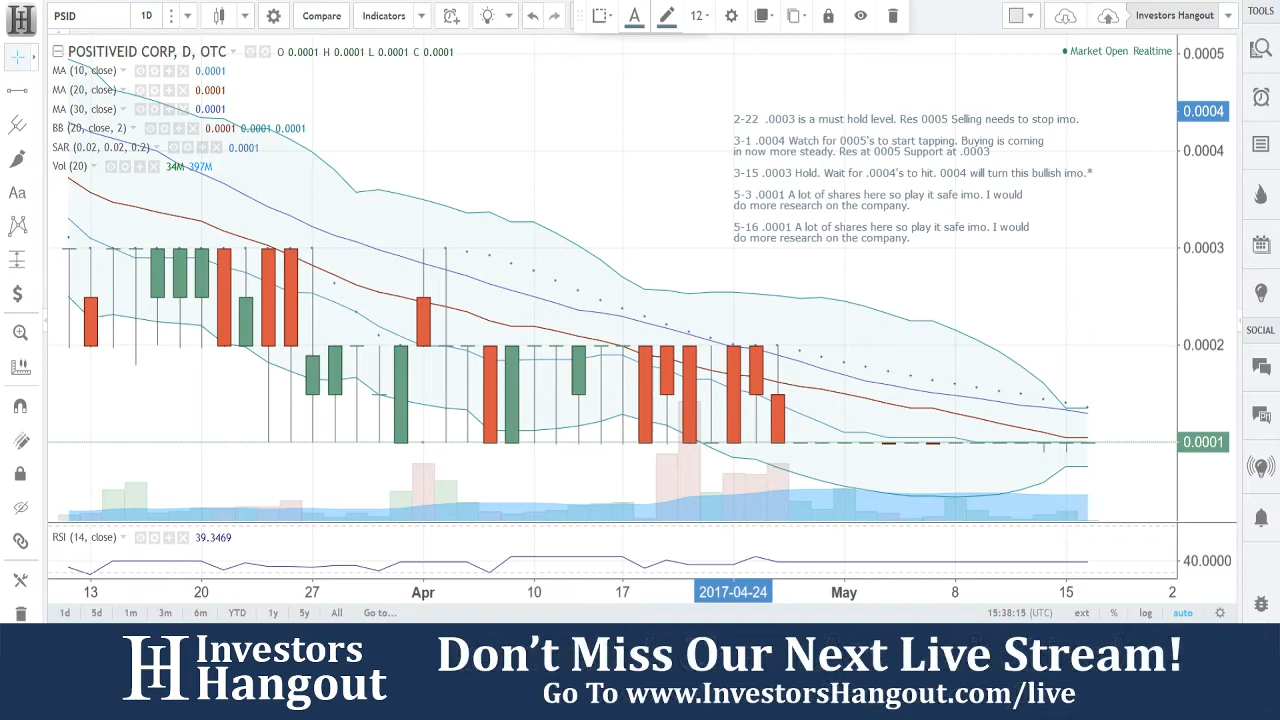 PSID
1D
Compare
Indicators
12
Investors Hangout
TOOLS
POSITIVEID CORP, D, OTC
O 0.0001 H 0.0001 L 0.0001 C 0.0001
Market Open Realtime
MA (10, close) 0.0001
MA (20, close) 0.0001
MA (30, close) 0.0001
BB (20, close, 2) 0.0001 0.0001 0.0001
SAR (0.02, 0.02, 0.2) 0.0001
Vol (20) 34M 397M
2-22 .0003 is a must hold level. Res 0005 Selling needs to stop imo.
3-1 .0004 Watch for 0005's to start tapping. Buying is coming
in now more steady. Res at 0005 Support at .0003
3-15 .0003 Hold. Wait for .0004's to hit. 0004 will turn this bullish imo.*
5-3 .0001 A lot of shares here so play it safe imo. I would
do more research on the company.
5-16 .0001 A lot of shares here so play it safe imo. I would
do more research on the company.
0.0005
0.0004
0.0004
0.0003
0.0002
0.0001
SOCIAL
RSI (14, close) 39.3469
40.0000
13 20 27 Apr 10 17 2017-04-24 May 8 15 2
1d 5d 1m 3m 6m YTD 1y 5y All Go to...
15:38:15 (UTC) ext % log auto
Aa
$
Investors
Hangout
Don't Miss Our Next Live Stream!
Go To www.InvestorsHangout.com/live